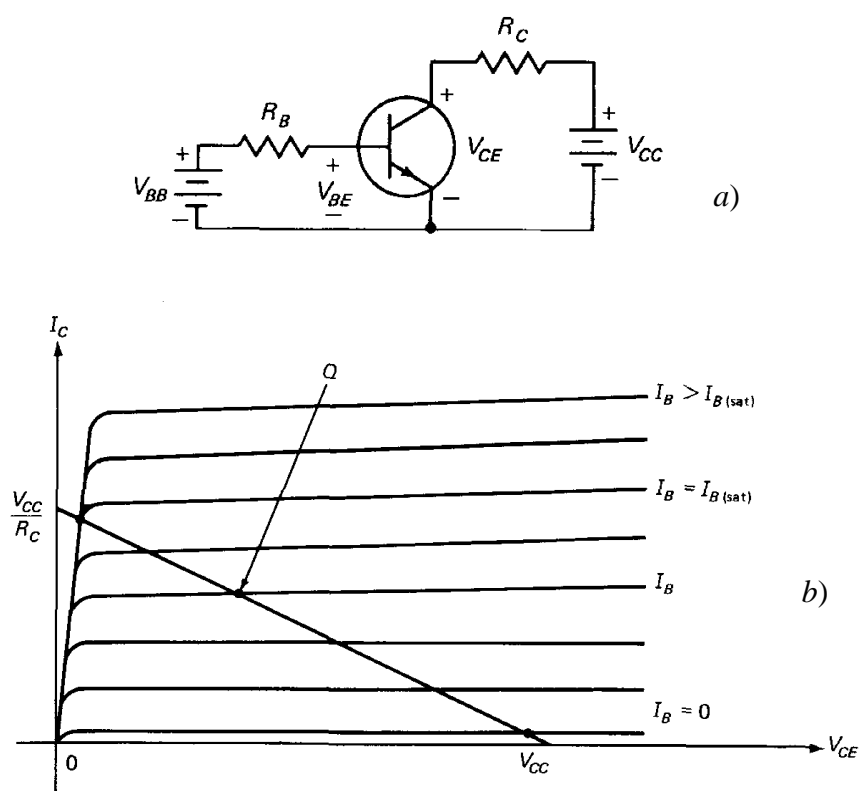 R_C
+
R_B
+
+
+
V_CE
V_CC
V_BB
V_BE
−
−
−
−
a)
I_C
Q
I_B > I_B (sat)
V_CC
R_C
I_B = I_B (sat)
I_B
b)
I_B = 0
0
V_CC
V_CE